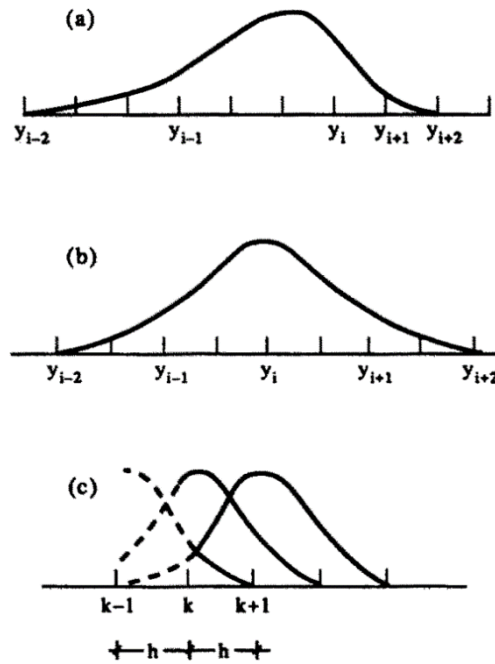 (a)
y_{i-2} y_{i-1} y_i y_{i+1} y_{i+2}
(b)
y_{i-2} y_{i-1} y_i y_{i+1} y_{i+2}
(c)
k-1 k k+1
h h